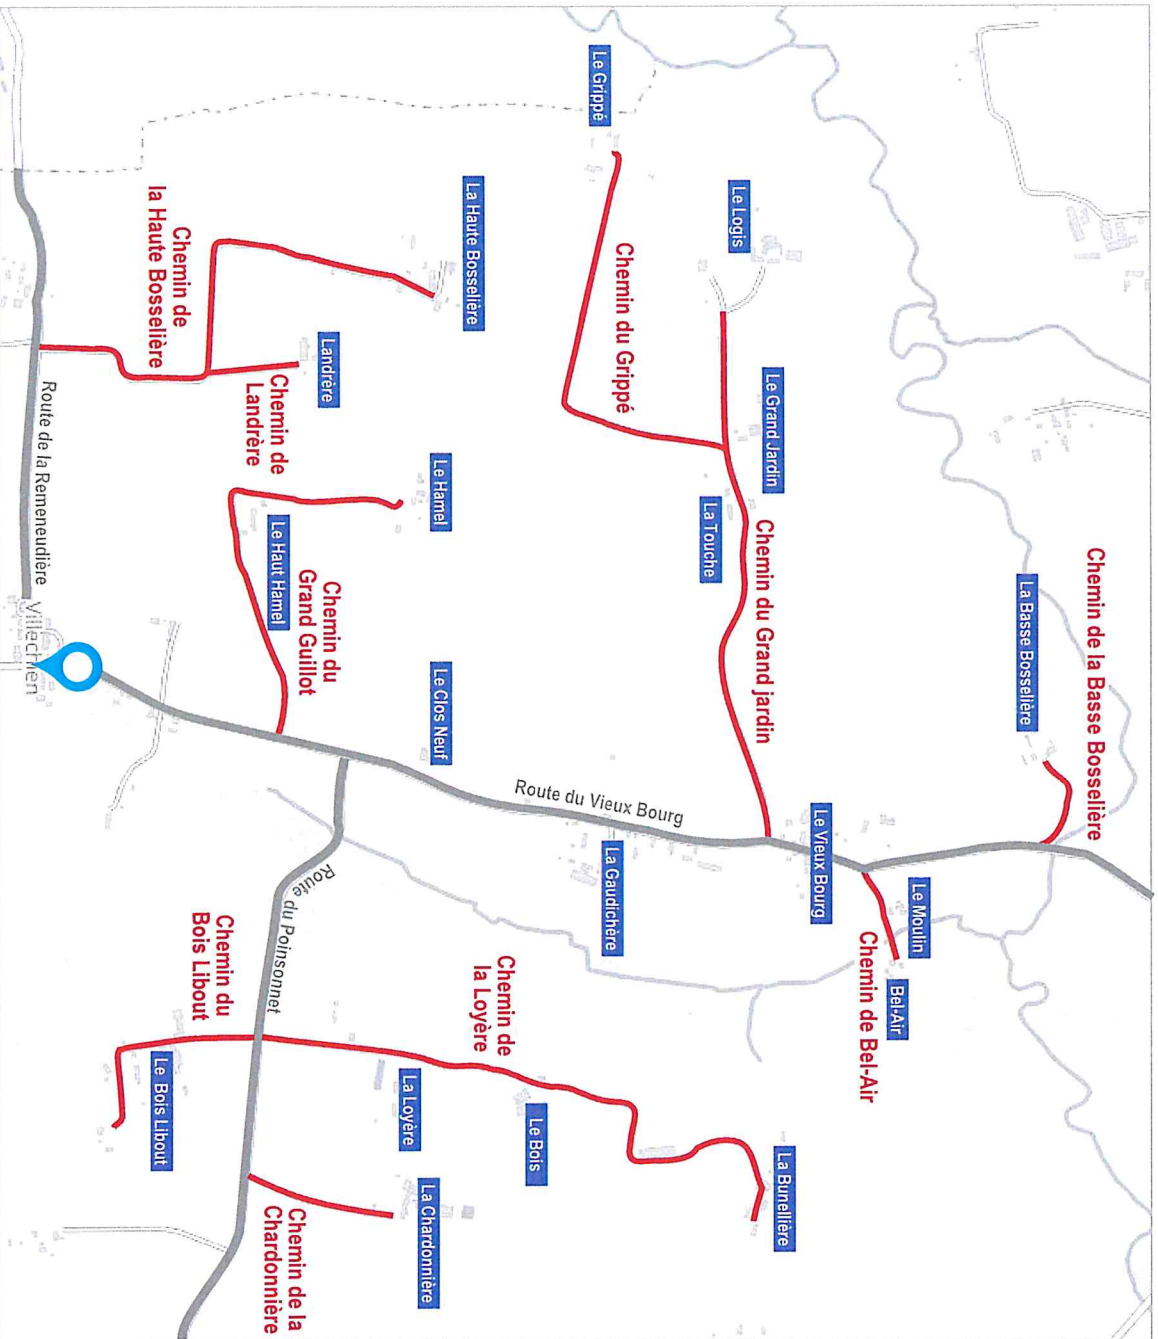 Chemin de la Basse Bosselière
La Basse Bosselière
Le Moulin
Bel-Air
Chemin de Bel-Air
Le Vieux Bourg
Le Logis
Le Grand Jardin
La Touche
Chemin du Grand jardin
La Bunellière
Le Grippé
Chemin du Grippé
Route du Vieux Bourg
La Gaudichère
Chemin de
la Loyère
Le Bois
La Haute Bosselière
Le Hamel
Le Clos Neuf
La Loyère
La Chardonnière
Landrère
Chemin du
Grand Guillot
Le Haut Hamel
Chemin de
Landrère
Route du Poinsonnet
Chemin de la
Chardonnière
Chemin de
la Haute Bosselière
Chemin du
Bois Libout
Le Bois Libout
Route de la Remeneudière
Villechien